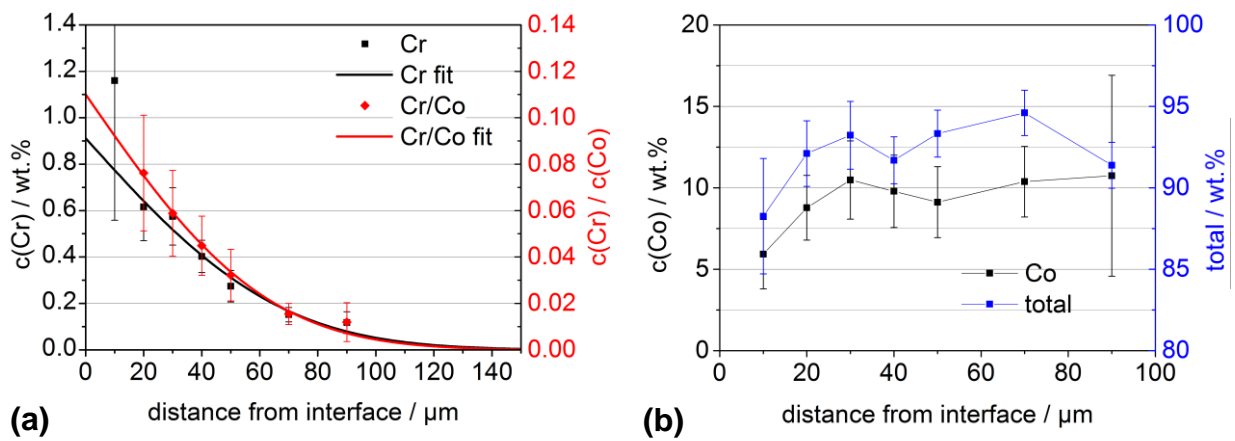 1.4
1.2
1.0
0.8
0.6
0.4
0.2
0.0
c(Cr) / wt.%
Cr
Cr fit
Cr/Co
Cr/Co fit
0.14
0.12
0.10
0.08
0.06
0.04
0.02
0.00
c(Cr) / c(Co)
0 20 40 60 80 100 120 140
distance from interface / µm
(a)
20
15
10
5
0
c(Co) / wt.%
Co
total
100
95
90
85
80
total / wt.%
0 20 40 60 80 100
distance from interface / µm
(b)